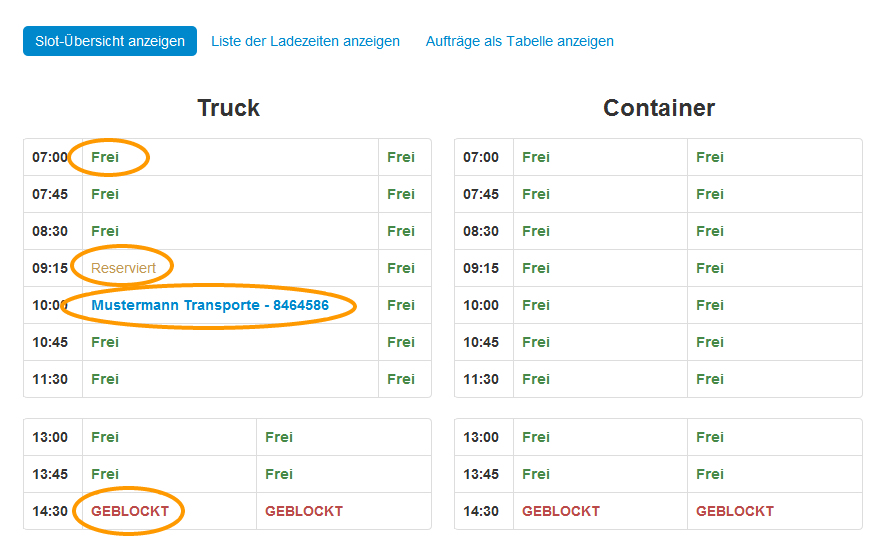 Slot-Übersicht anzeigen Liste der Ladezeiten anzeigen Aufträge als Tabelle anzeigen
Truck
07:00 Frei Frei
07:45 Frei Frei
08:30 Frei Frei
09:15 Reserviert Frei
10:00 Mustermann Transporte - 8464586 Frei
10:45 Frei Frei
11:30 Frei Frei
13:00 Frei Frei
13:45 Frei Frei
14:30 GEBLOCKT GEBLOCKT
Container
07:00 Frei Frei
07:45 Frei Frei
08:30 Frei Frei
09:15 Frei Frei
10:00 Frei Frei
10:45 Frei Frei
11:30 Frei Frei
13:00 Frei Frei
13:45 Frei Frei
14:30 GEBLOCKT GEBLOCKT